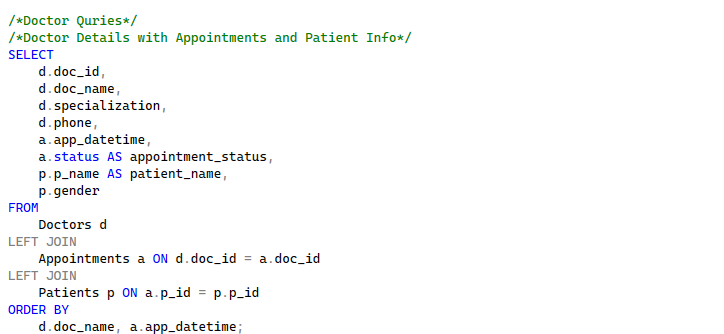 /*Doctor Quries*/
/*Doctor Details with Appointments and Patient Info*/
SELECT
    d.doc_id,
    d.doc_name,
    d.specialization,
    d.phone,
    a.app_datetime,
    a.status AS appointment_status,
    p.p_name AS patient_name,
    p.gender
FROM
    Doctors d
LEFT JOIN
    Appointments a ON d.doc_id = a.doc_id
LEFT JOIN
    Patients p ON a.p_id = p.p_id
ORDER BY
    d.doc_name, a.app_datetime;